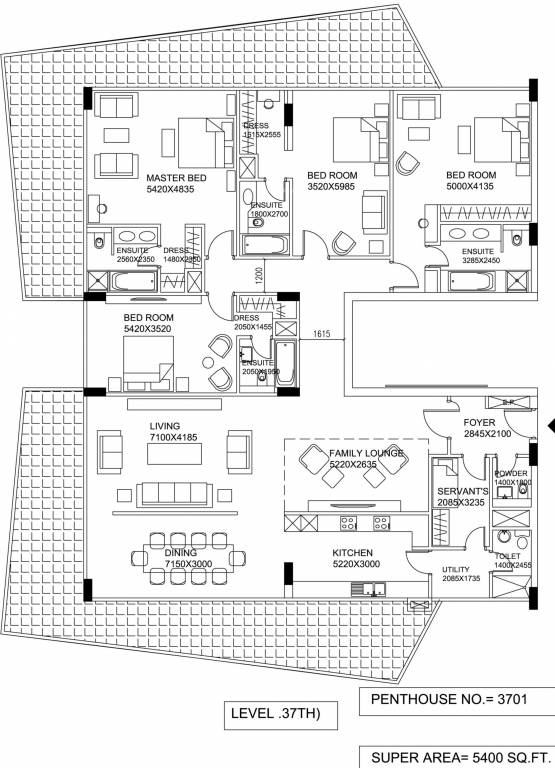 DRESS
1615X2555
MASTER BED
5420X4835
BED ROOM
3520X5985
BED ROOM
5000X4135
ENSUITE
1800X2700
ENSUITE
2560X2350
DRESS
1480X2350
ENSUITE
3285X2450
1200
BED ROOM
5420X3520
DRESS
2050X1455
1615
ENSUITE
2050X1950
LIVING
7100X4185
FAMILY LOUNGE
5220X2635
FOYER
2845X2100
POWDER
1400X1800
SERVANT'S
2085X3235
DINING
7150X3000
KITCHEN
5220X3000
UTILITY
2085X1735
TOILET
1400X2455
LEVEL .37TH)
PENTHOUSE NO.= 3701
SUPER AREA= 5400 SQ.FT.